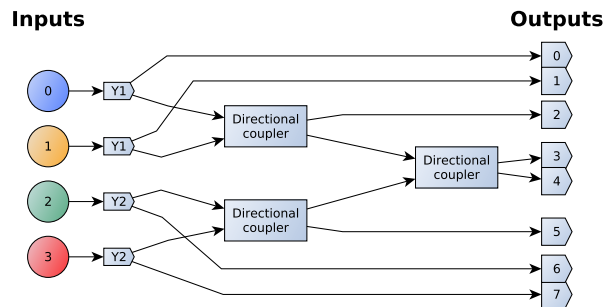 Inputs
Outputs
0
Y1
0
1
1
Y1
Directional
coupler
2
Directional
coupler
3
4
2
Y2
Directional
coupler
5
3
Y2
6
7